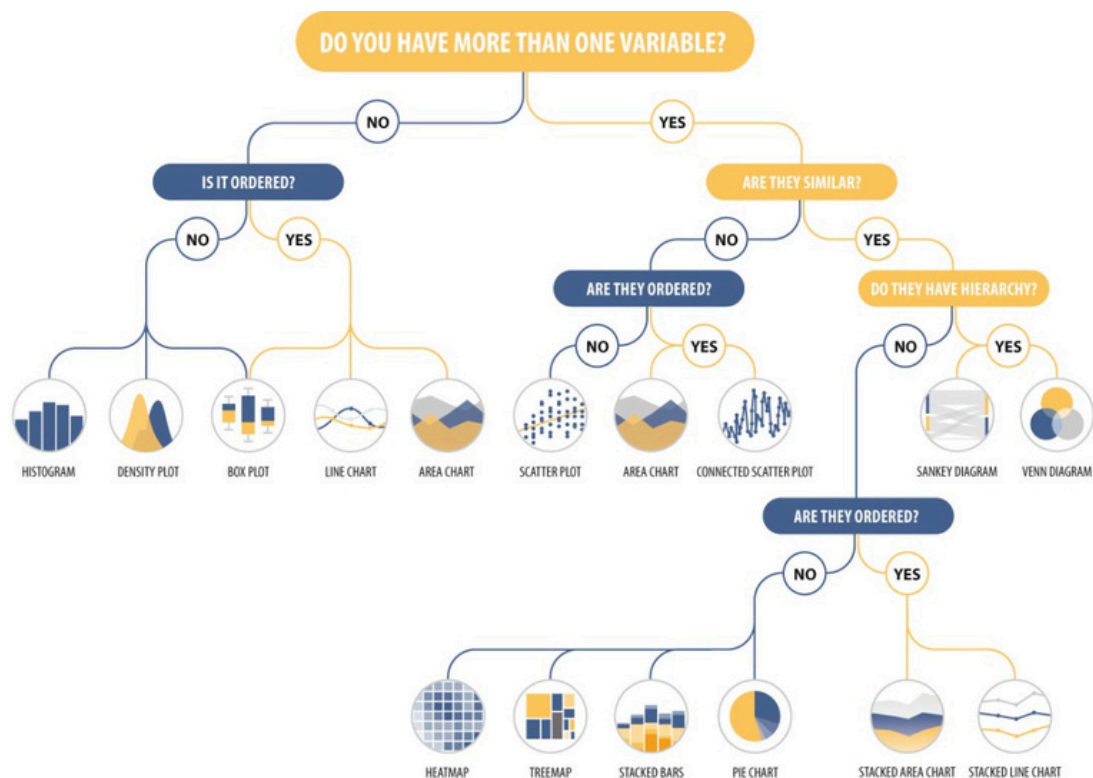 DO YOU HAVE MORE THAN ONE VARIABLE?
NO
YES
IS IT ORDERED?
ARE THEY SIMILAR?
NO
YES
NO
YES
ARE THEY ORDERED?
DO THEY HAVE HIERARCHY?
NO
YES
NO
YES
HISTOGRAM
DENSITY PLOT
BOX PLOT
LINE CHART
AREA CHART
SCATTER PLOT
AREA CHART
CONNECTED SCATTER PLOT
SANKEY DIAGRAM
VENN DIAGRAM
ARE THEY ORDERED?
NO
YES
HEATMAP
TREEMAP
STACKED BARS
PIE CHART
STACKED AREA CHART
STACKED LINE CHART